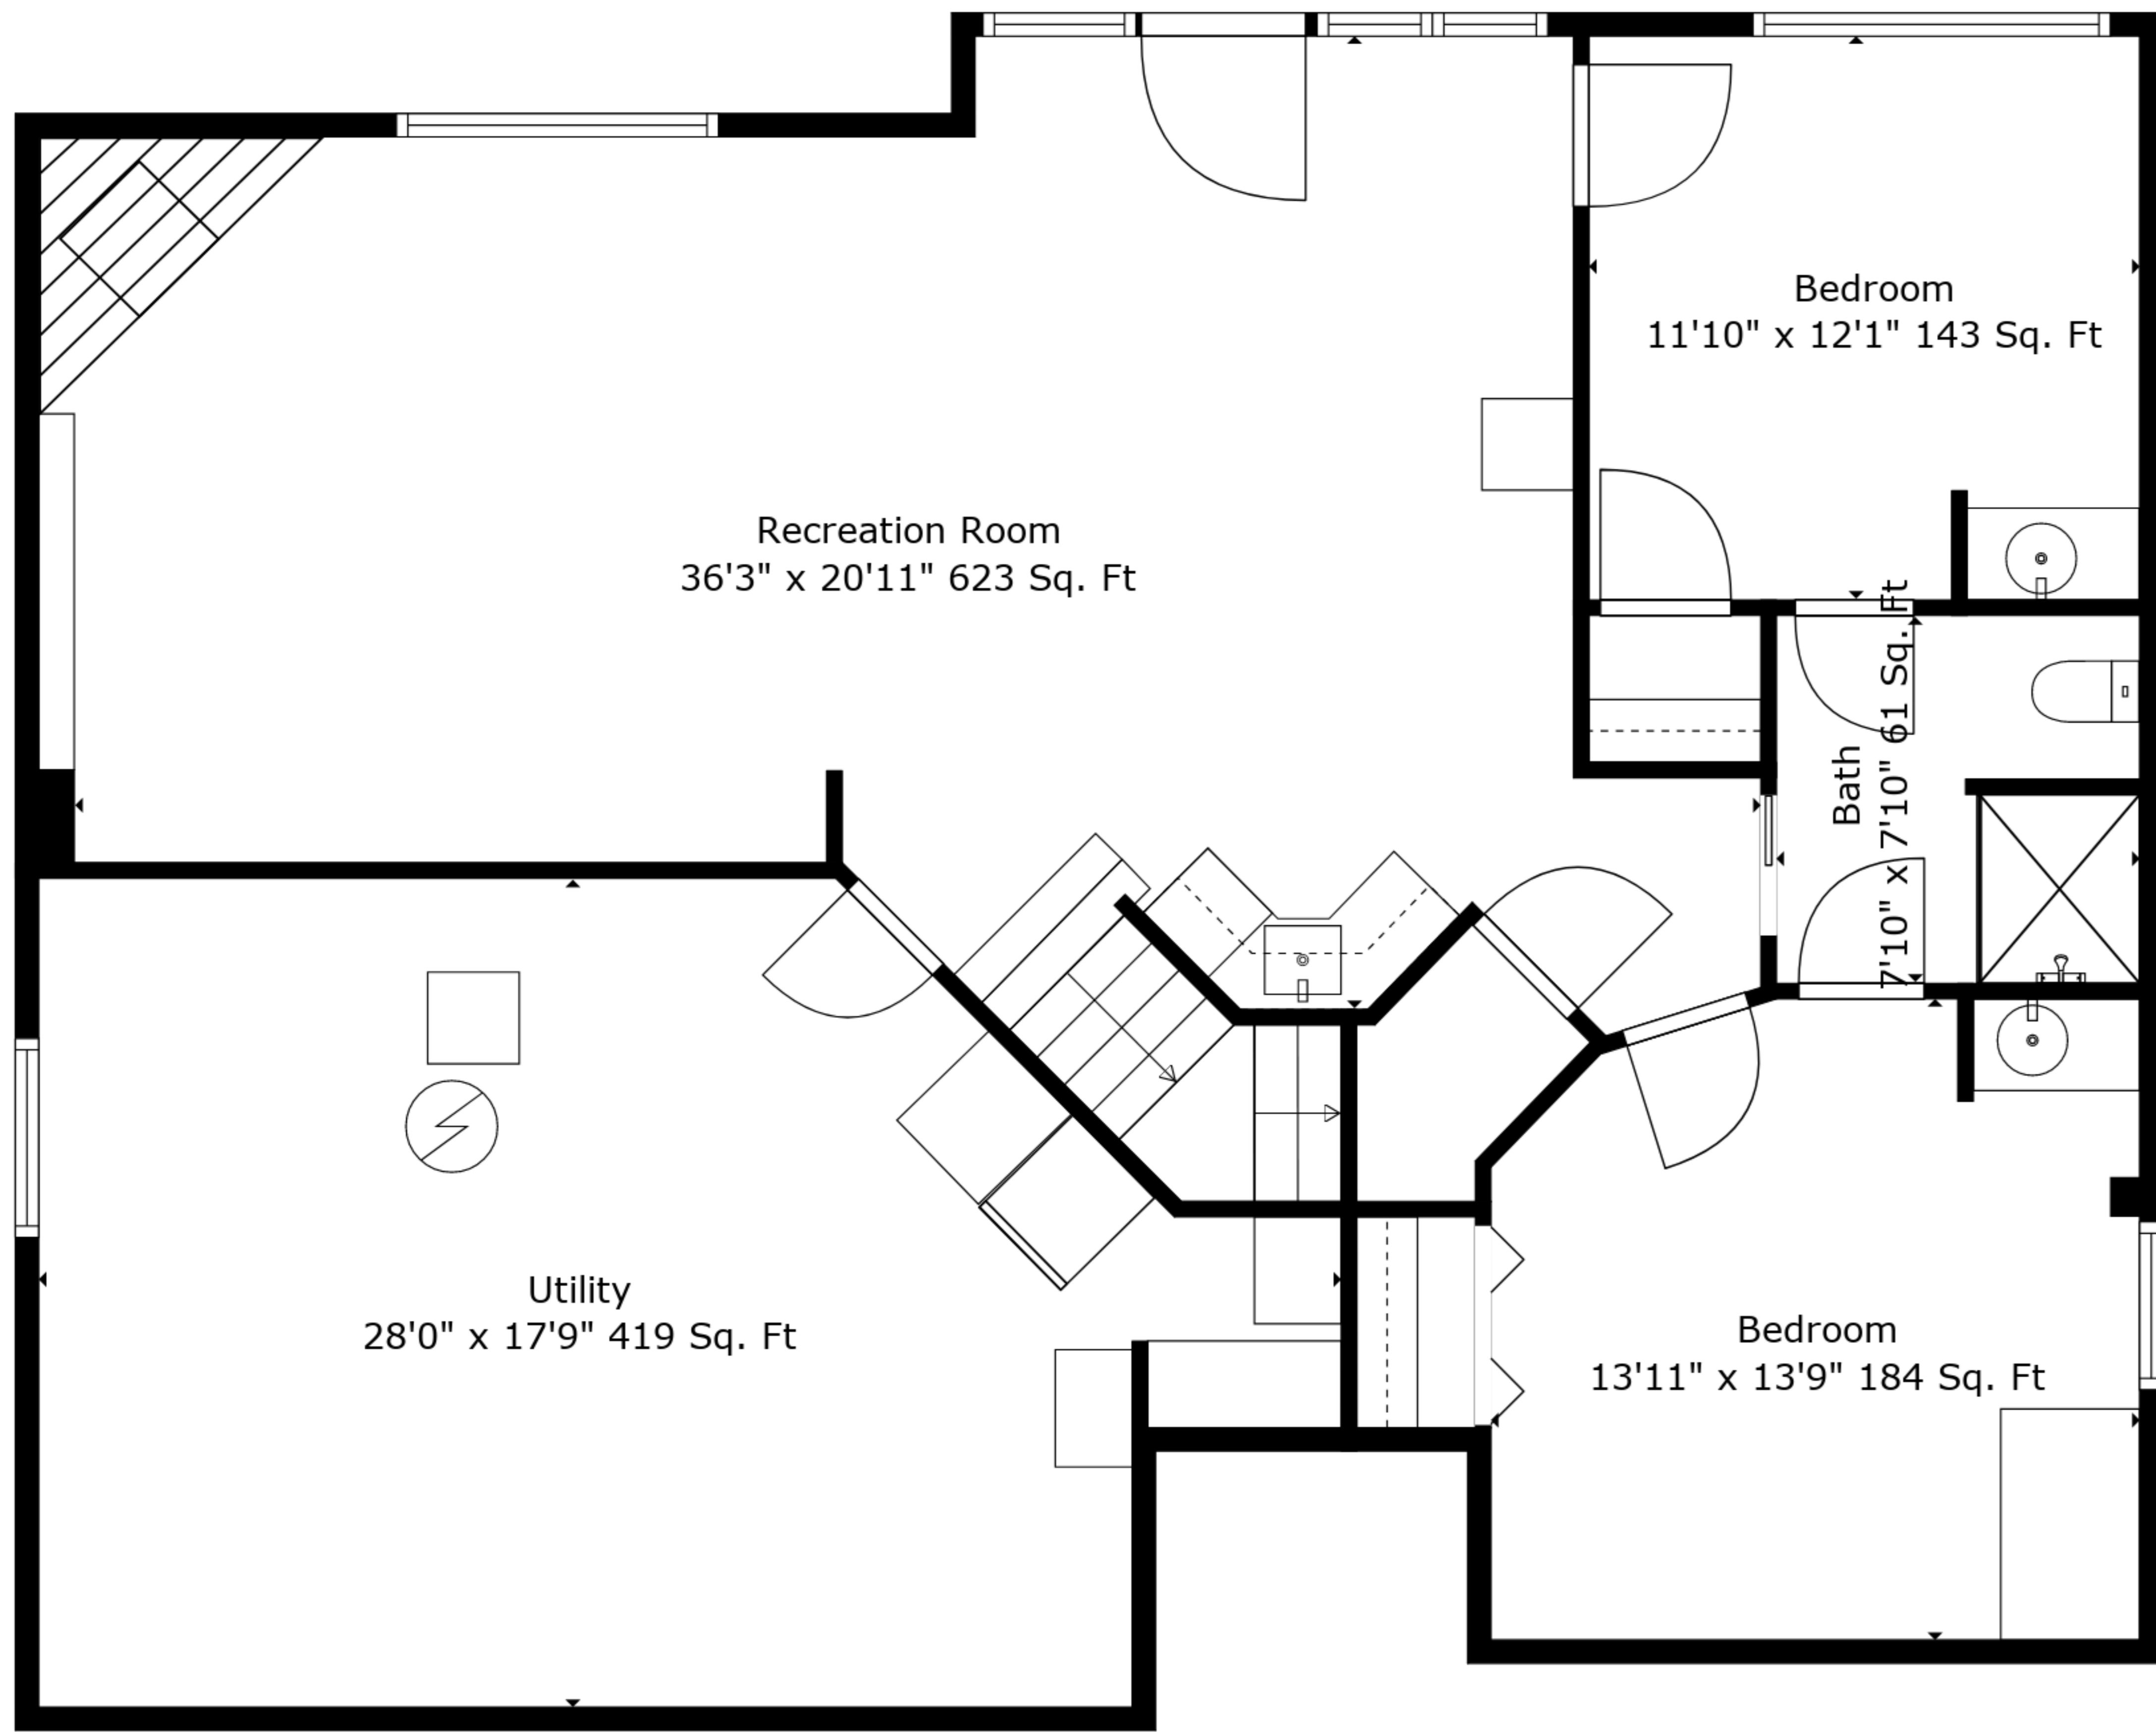 Bedroom
11'10" x 12'1" 143 Sq. Ft
Recreation Room
36'3" x 20'11" 623 Sq. Ft
Bath
7'10" x 7'10" 61 Sq. Ft
Utility
28'0" x 17'9" 419 Sq. Ft
Bedroom
13'11" x 13'9" 184 Sq. Ft